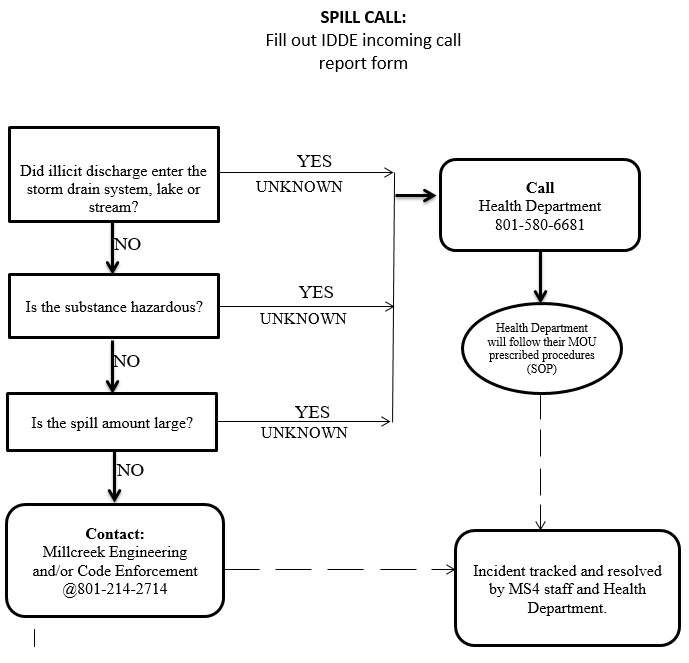 SPILL CALL:
Fill out IDDE incoming call
report form
Did illicit discharge enter the
storm drain system, lake or
stream?
YES
UNKNOWN
Call
Health Department
801-580-6681
NO
Is the substance hazardous?
YES
UNKNOWN
Health Department
will follow their MOU
prescribed procedures
(SOP)
NO
Is the spill amount large?
YES
UNKNOWN
NO
Contact:
Millcreek Engineering
and/or Code Enforcement
@801-214-2714
Incident tracked and resolved
by MS4 staff and Health
Department.